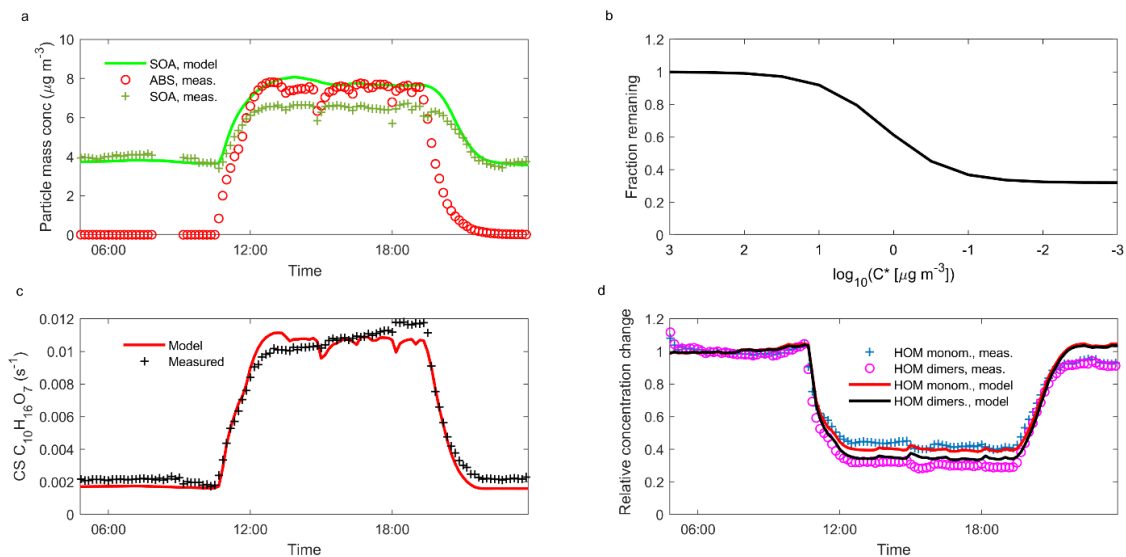 a
Particle mass conc (μg m⁻³)
10
8
6
4
2
0
SOA, model
ABS, meas.
SOA, meas.
06:00 12:00 18:00
Time
b
Fraction remaining
1.2
1
0.8
0.6
0.4
0.2
0
3 2 1 0 -1 -2 -3
log₁₀(C* [μg m⁻³])
c
CS C₁₀H₁₆O₇ (s⁻¹)
0.012
0.01
0.008
0.006
0.004
0.002
0
Model
Measured
06:00 12:00 18:00
Time
d
Relative concentration change
1.2
1
0.8
0.6
0.4
0.2
0
HOM monom., meas.
HOM dimers, meas.
HOM monom., model
HOM dimers., model
06:00 12:00 18:00
Time